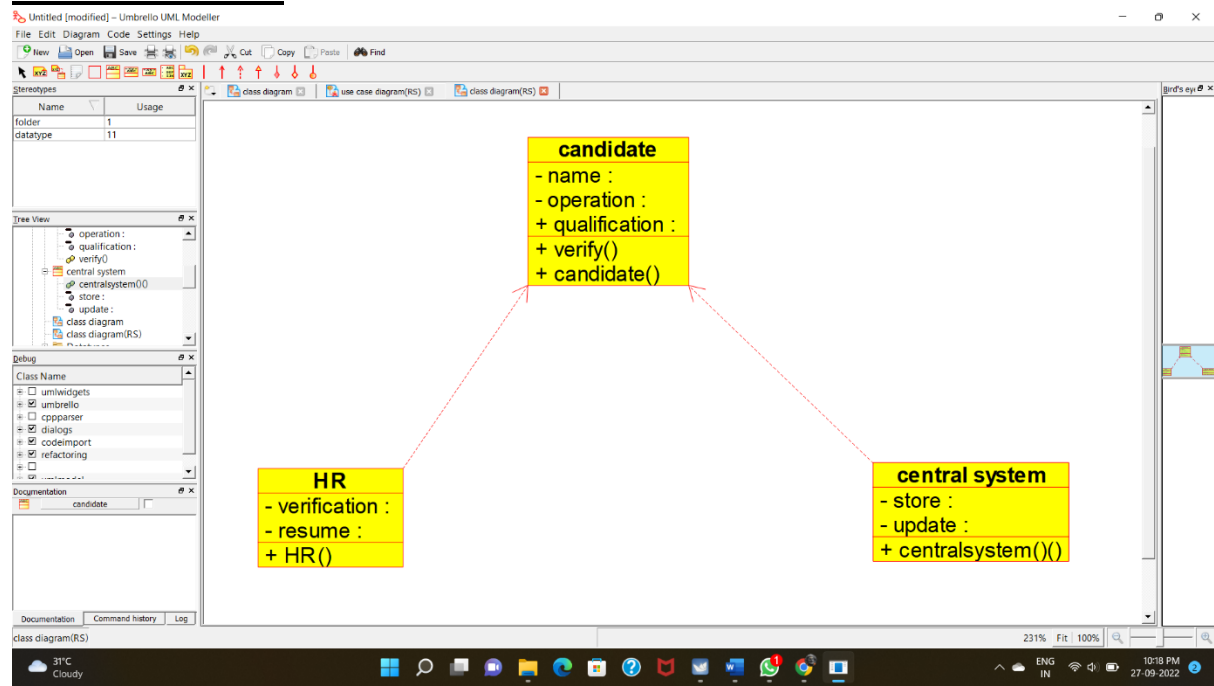 Untitled [modified] – Umbrello UML Modeller
File Edit Diagram Code Settings Help
New Open Save Cut Copy Paste Find
Stereotypes
class diagram use case diagram(RS) class diagram(RS)
Bird's eye
Name Usage
folder 1
datatype 11
Tree View
operation :
qualification :
verify()
central system
centralsystem()()
store :
update :
class diagram
class diagram(RS)
Debug
Class Name
umlwidgets
umbrello
cppparser
dialogs
codeimport
refactoring
Documentation
candidate
Documentation Command history Log
candidate
- name :
- operation :
+ qualification :
+ verify()
+ candidate()
HR
- verification :
- resume :
+ HR()
central system
- store :
- update :
+ centralsystem()()
class diagram(RS)
231% Fit 100%
31°C
Cloudy
ENG
IN
10:18 PM
27-09-2022
2